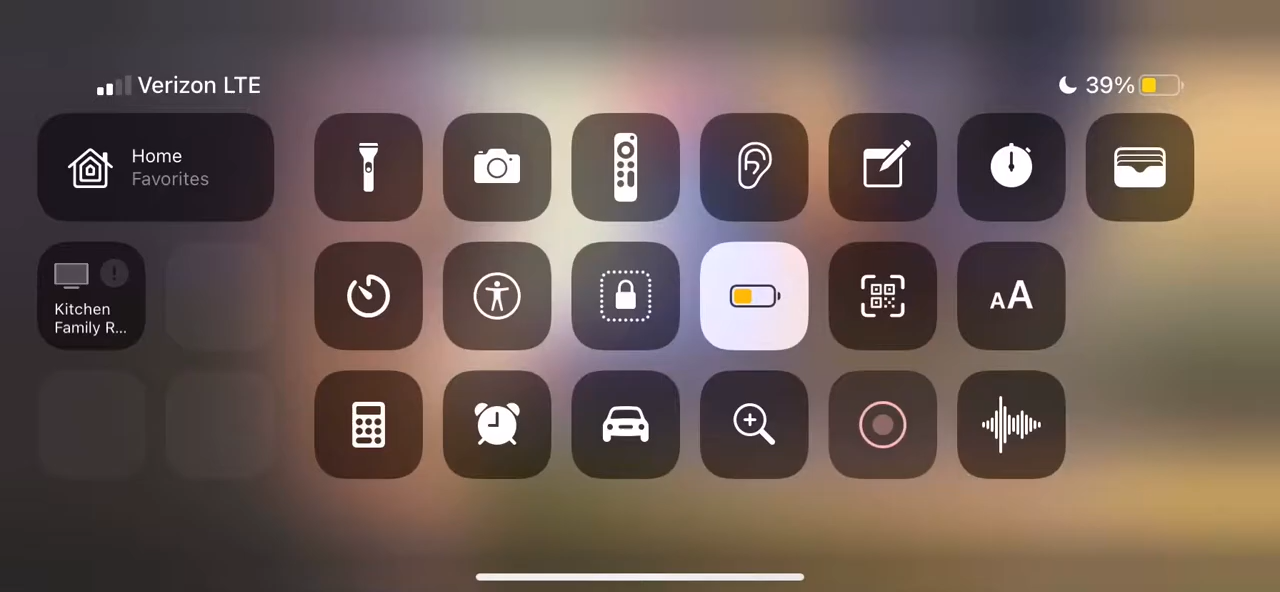 Verizon LTE
39%
Home
Favorites
Kitchen
Family R...
AA